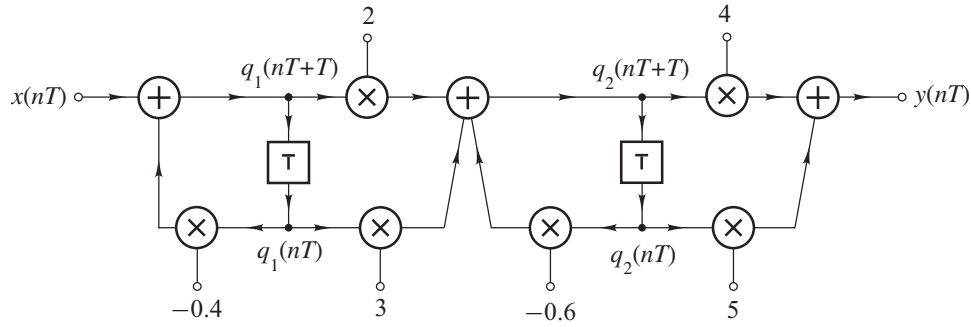 2
4
q1(nT+T)
q2(nT+T)
x(nT)
+
×
+
×
+
y(nT)
T
T
×
×
×
×
q1(nT)
q2(nT)
−0.4
3
−0.6
5